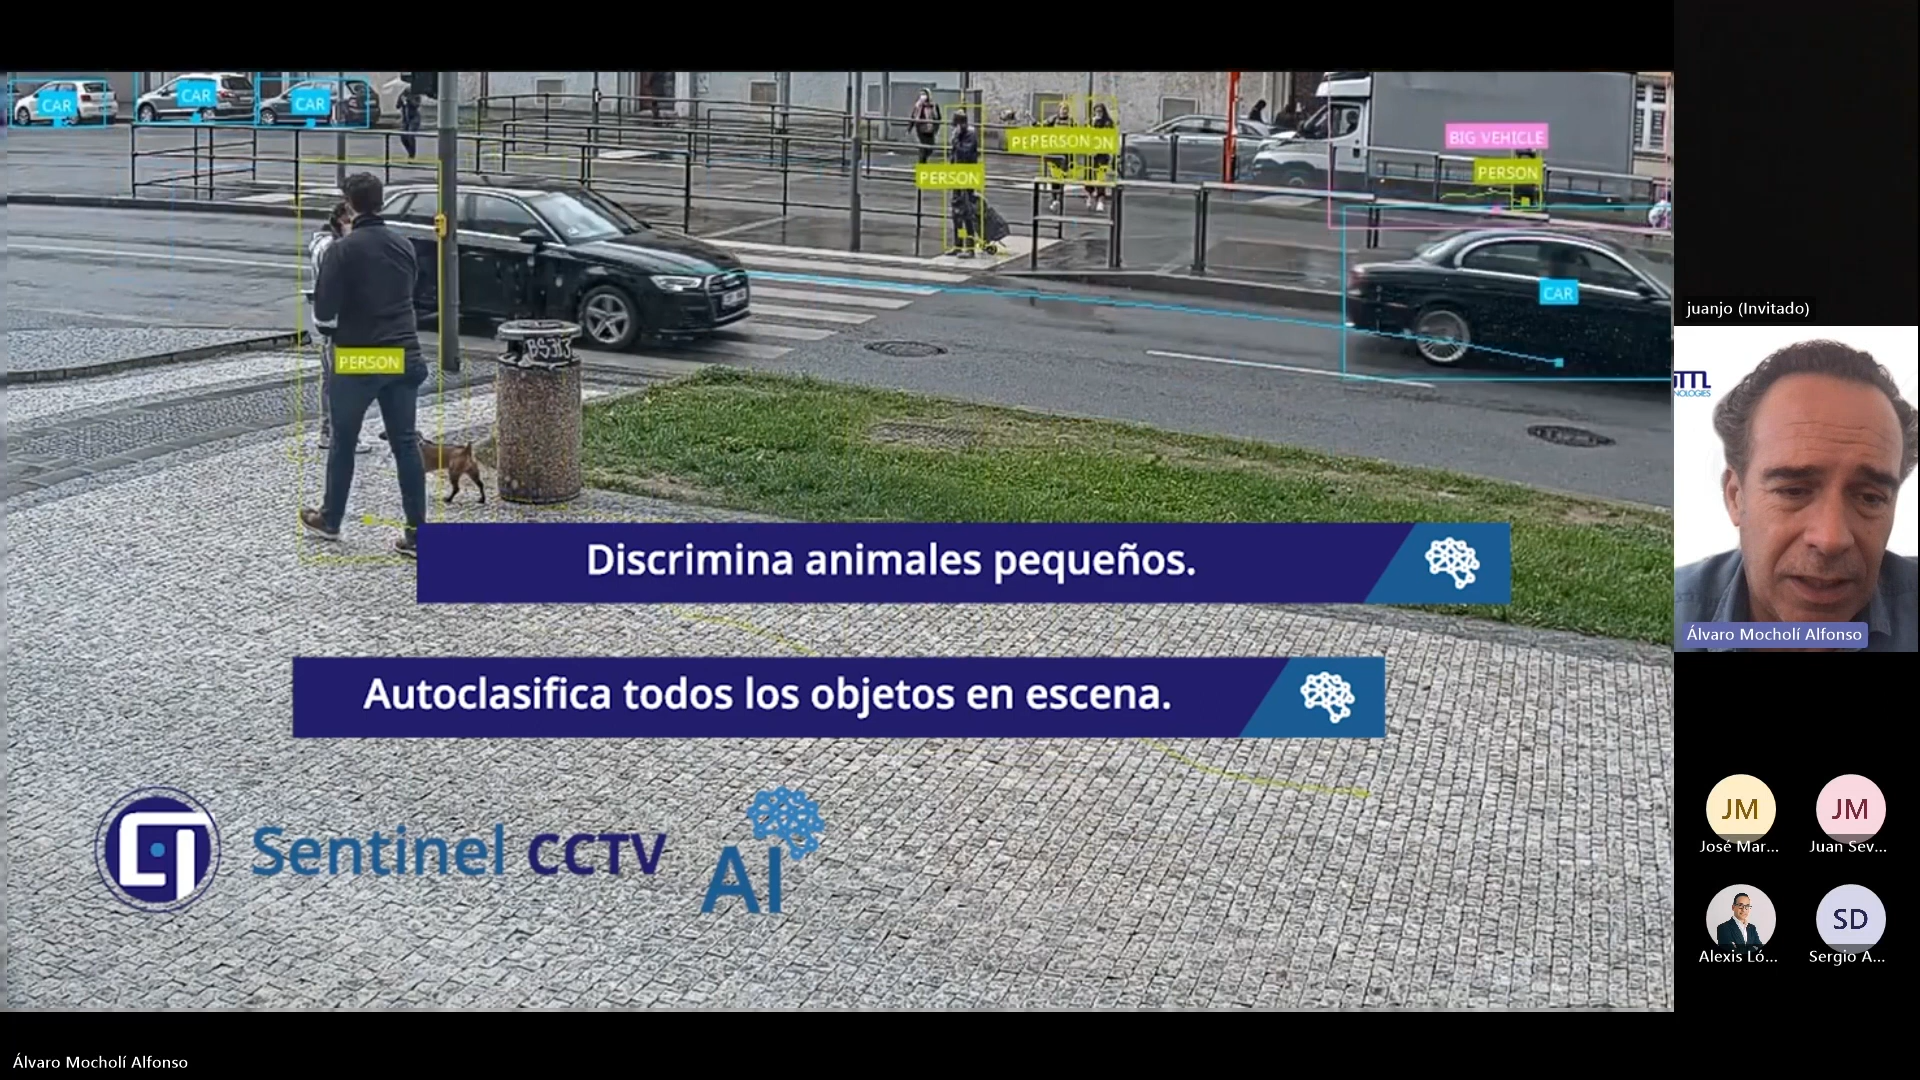 CAR
CAR
CAR
PERSON
PERSON
BIG VEHICLE
PERSON
PERSON
CAR
BS313
PERSON
Discrimina animales pequeños.
Autoclasifica todos los objetos en escena.
Sentinel CCTV AI
juanjo (Invitado)
Álvaro Mocholí Alfonso
JM
José Mar...
JM
Juan Sev...
Alexis Ló...
SD
Sergio A...
Álvaro Mocholí Alfonso